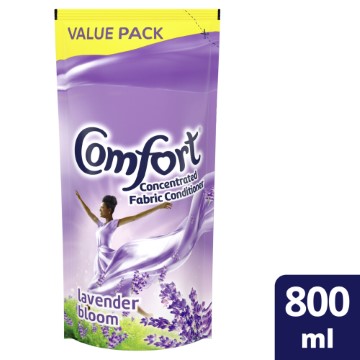 VALUE PACK
Comfort
Concentrated
Fabric Conditioner
lavender
bloom
800
ml